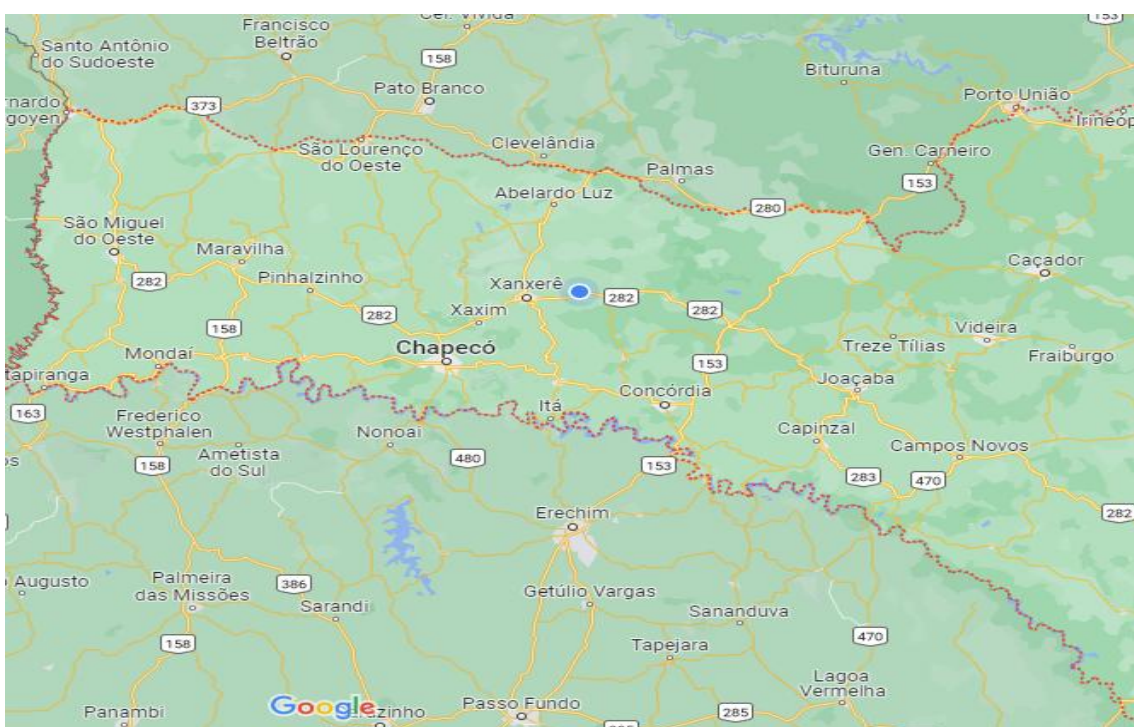 Francisco
Beltrão
Cel. Vivida
153
Santo Antônio
do Sudoeste
158
Bituruna
Pato Branco
Porto União
373
São Lourenço
do Oeste
Clevelândia
Gen. Carneiro
Palmas
153
Abelardo Luz
280
São Miguel
do Oeste
Maravilha
Caçador
Pinhalzinho
282
Xanxerê
282
282
282
Xaxim
158
Videira
Treze Tílias
Fraiburgo
Chapecó
Mondaí
153
Joaçaba
Concórdia
163
Itá
Frederico
Westphalen
Nonoai
Capinzal
Campos Novos
Ametista
do Sul
480
158
153
283
470
282
Erechim
Augusto
Palmeira
das Missões
386
Getúlio Vargas
Sarandi
Sananduva
158
470
Tapejara
Lagoa
Vermelha
Google
Passo Fundo
285
Panambi